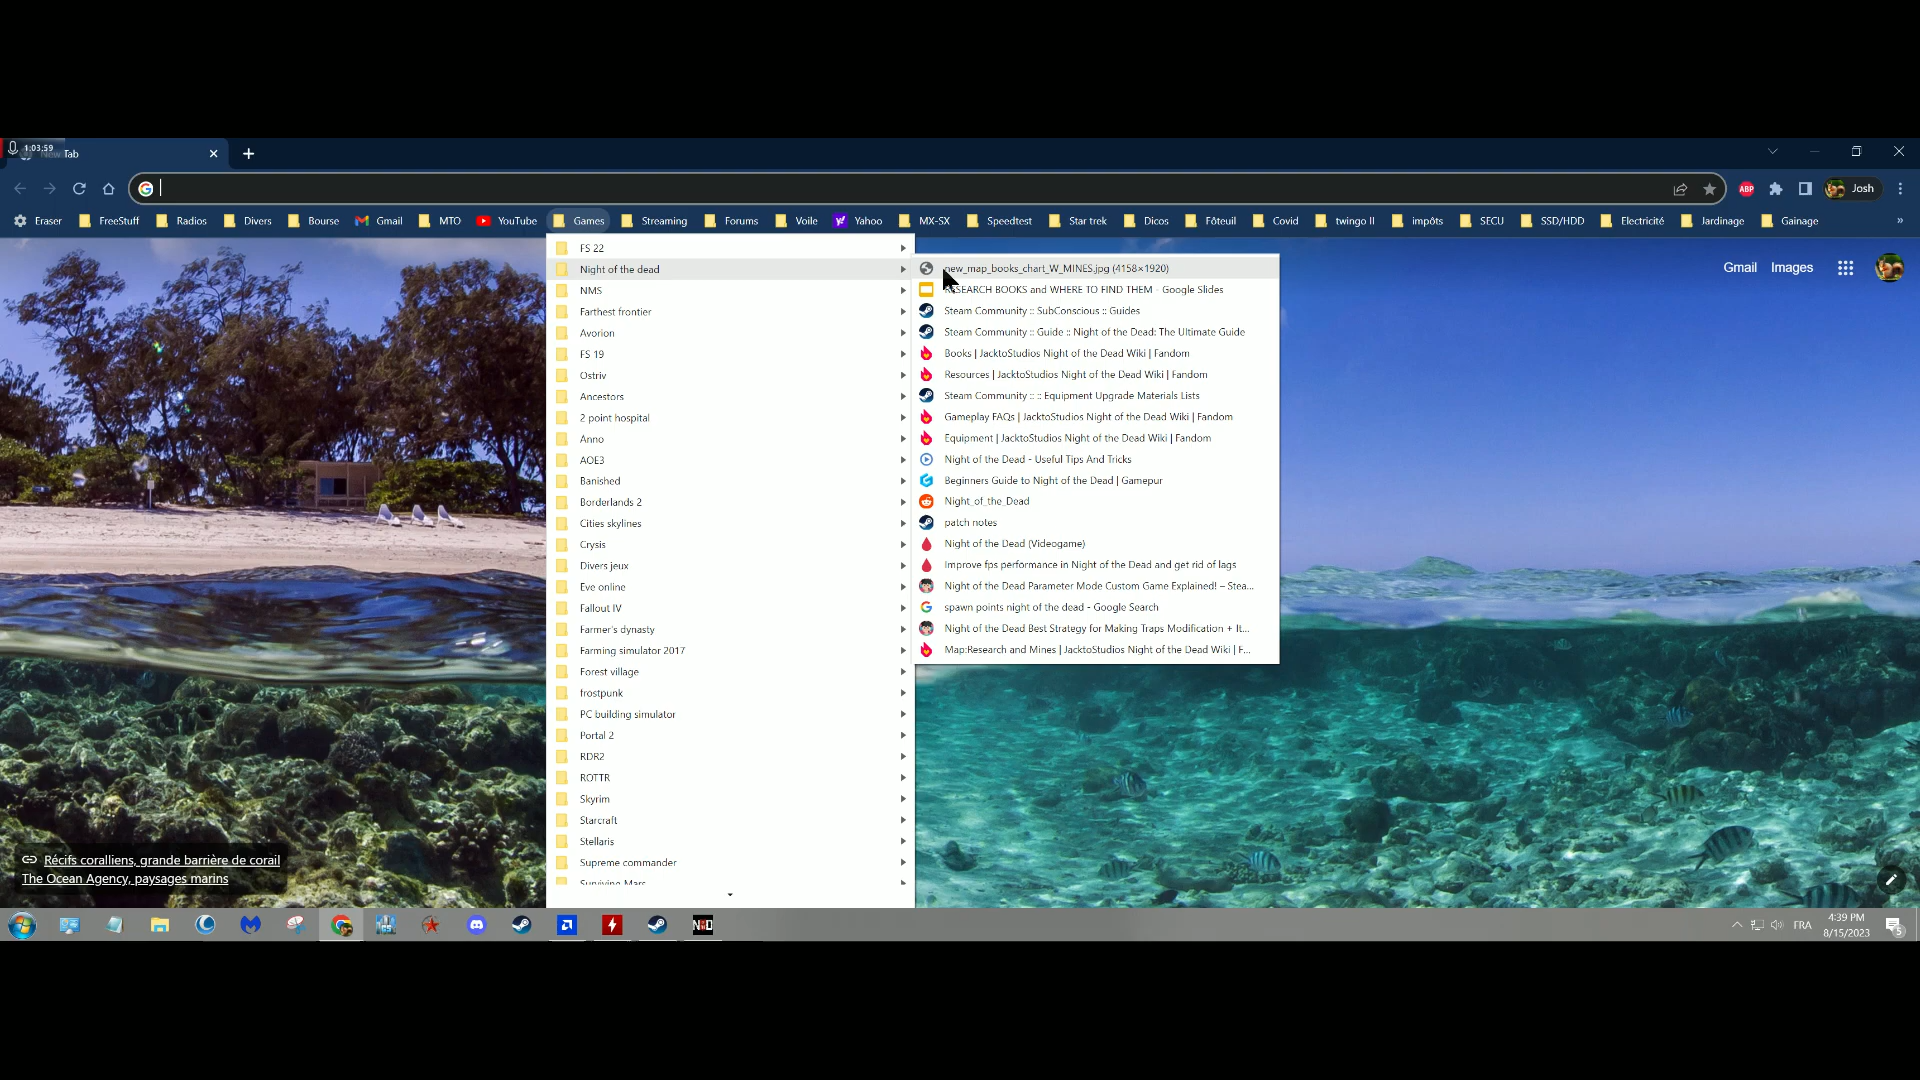 1:03:59
New Tab
Josh
Eraser FreeStuff Radios Divers Bourse Gmail MTO YouTube Games Streaming Forums Voile Yahoo MX-SX Speedtest Star trek Dicos Fôteuil Covid twingo II impôts SECU SSD/HDD Electricité Jardinage Gainage »
Gmail Images
FS 22
Night of the dead
NMS
Farthest frontier
Avorion
FS 19
Ostriv
Ancestors
2 point hospital
Anno
AOE3
Banished
Borderlands 2
Cities skylines
Crysis
Divers jeux
Eve online
Fallout IV
Farmer's dynasty
Farming simulator 2017
Forest village
frostpunk
PC building simulator
Portal 2
RDR2
ROTTR
Skyrim
Starcraft
Stellaris
Supreme commander
Surviving Mars
new_map_books_chart_W_MINES.jpg (4158×1920)
RESEARCH BOOKS and WHERE TO FIND THEM - Google Slides
Steam Community :: SubConscious :: Guides
Steam Community :: Guide :: Night of the Dead: The Ultimate Guide
Books | JacktoStudios Night of the Dead Wiki | Fandom
Resources | JacktoStudios Night of the Dead Wiki | Fandom
Steam Community :: :: Equipment Upgrade Materials Lists
Gameplay FAQs | JacktoStudios Night of the Dead Wiki | Fandom
Equipment | JacktoStudios Night of the Dead Wiki | Fandom
Night of the Dead - Useful Tips And Tricks
Beginners Guide to Night of the Dead | Gamepur
Night_of_the_Dead
patch notes
Night of the Dead (Videogame)
Improve fps performance in Night of the Dead and get rid of lags
Night of the Dead Parameter Mode Custom Game Explained! – Stea...
spawn points night of the dead - Google Search
Night of the Dead Best Strategy for Making Traps Modification + It...
Map:Research and Mines | JacktoStudios Night of the Dead Wiki | F...
Récifs coralliens, grande barrière de corail
The Ocean Agency, paysages marins
FRA
4:39 PM
8/15/2023
5
ABP